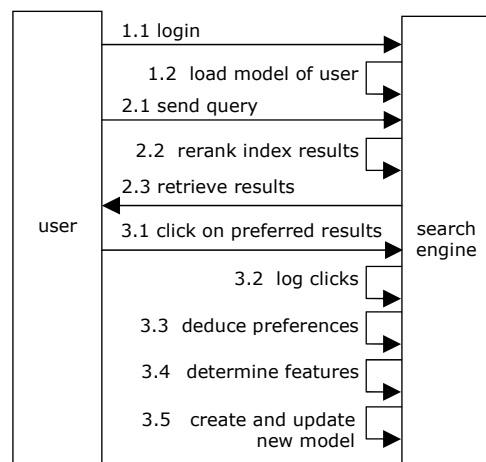 1.1 login
1.2 load model of user
2.1 send query
2.2 rerank index results
2.3 retrieve results
user
3.1 click on preferred results
search
engine
3.2 log clicks
3.3 deduce preferences
3.4 determine features
3.5 create and update
new model